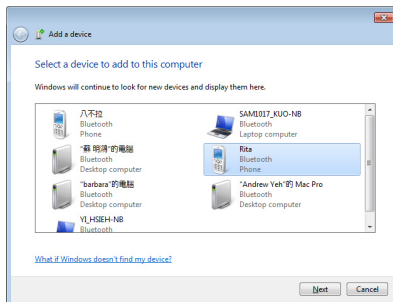 Add a device
Select a device to add to this computer
Windows will continue to look for new devices and display them here.
八不拉
Bluetooth
Phone
SAM1017_KUO-NB
Bluetooth
Laptop computer
"蘇 明鴻"的電腦
Bluetooth
Desktop computer
Rita
Bluetooth
Phone
"barbara"的電腦
Bluetooth
Desktop computer
"Andrew Yeh"的 Mac Pro
Bluetooth
Desktop computer
YI_HSIEH-NB
Bluetooth
What if Windows doesn't find my device?
Next
Cancel